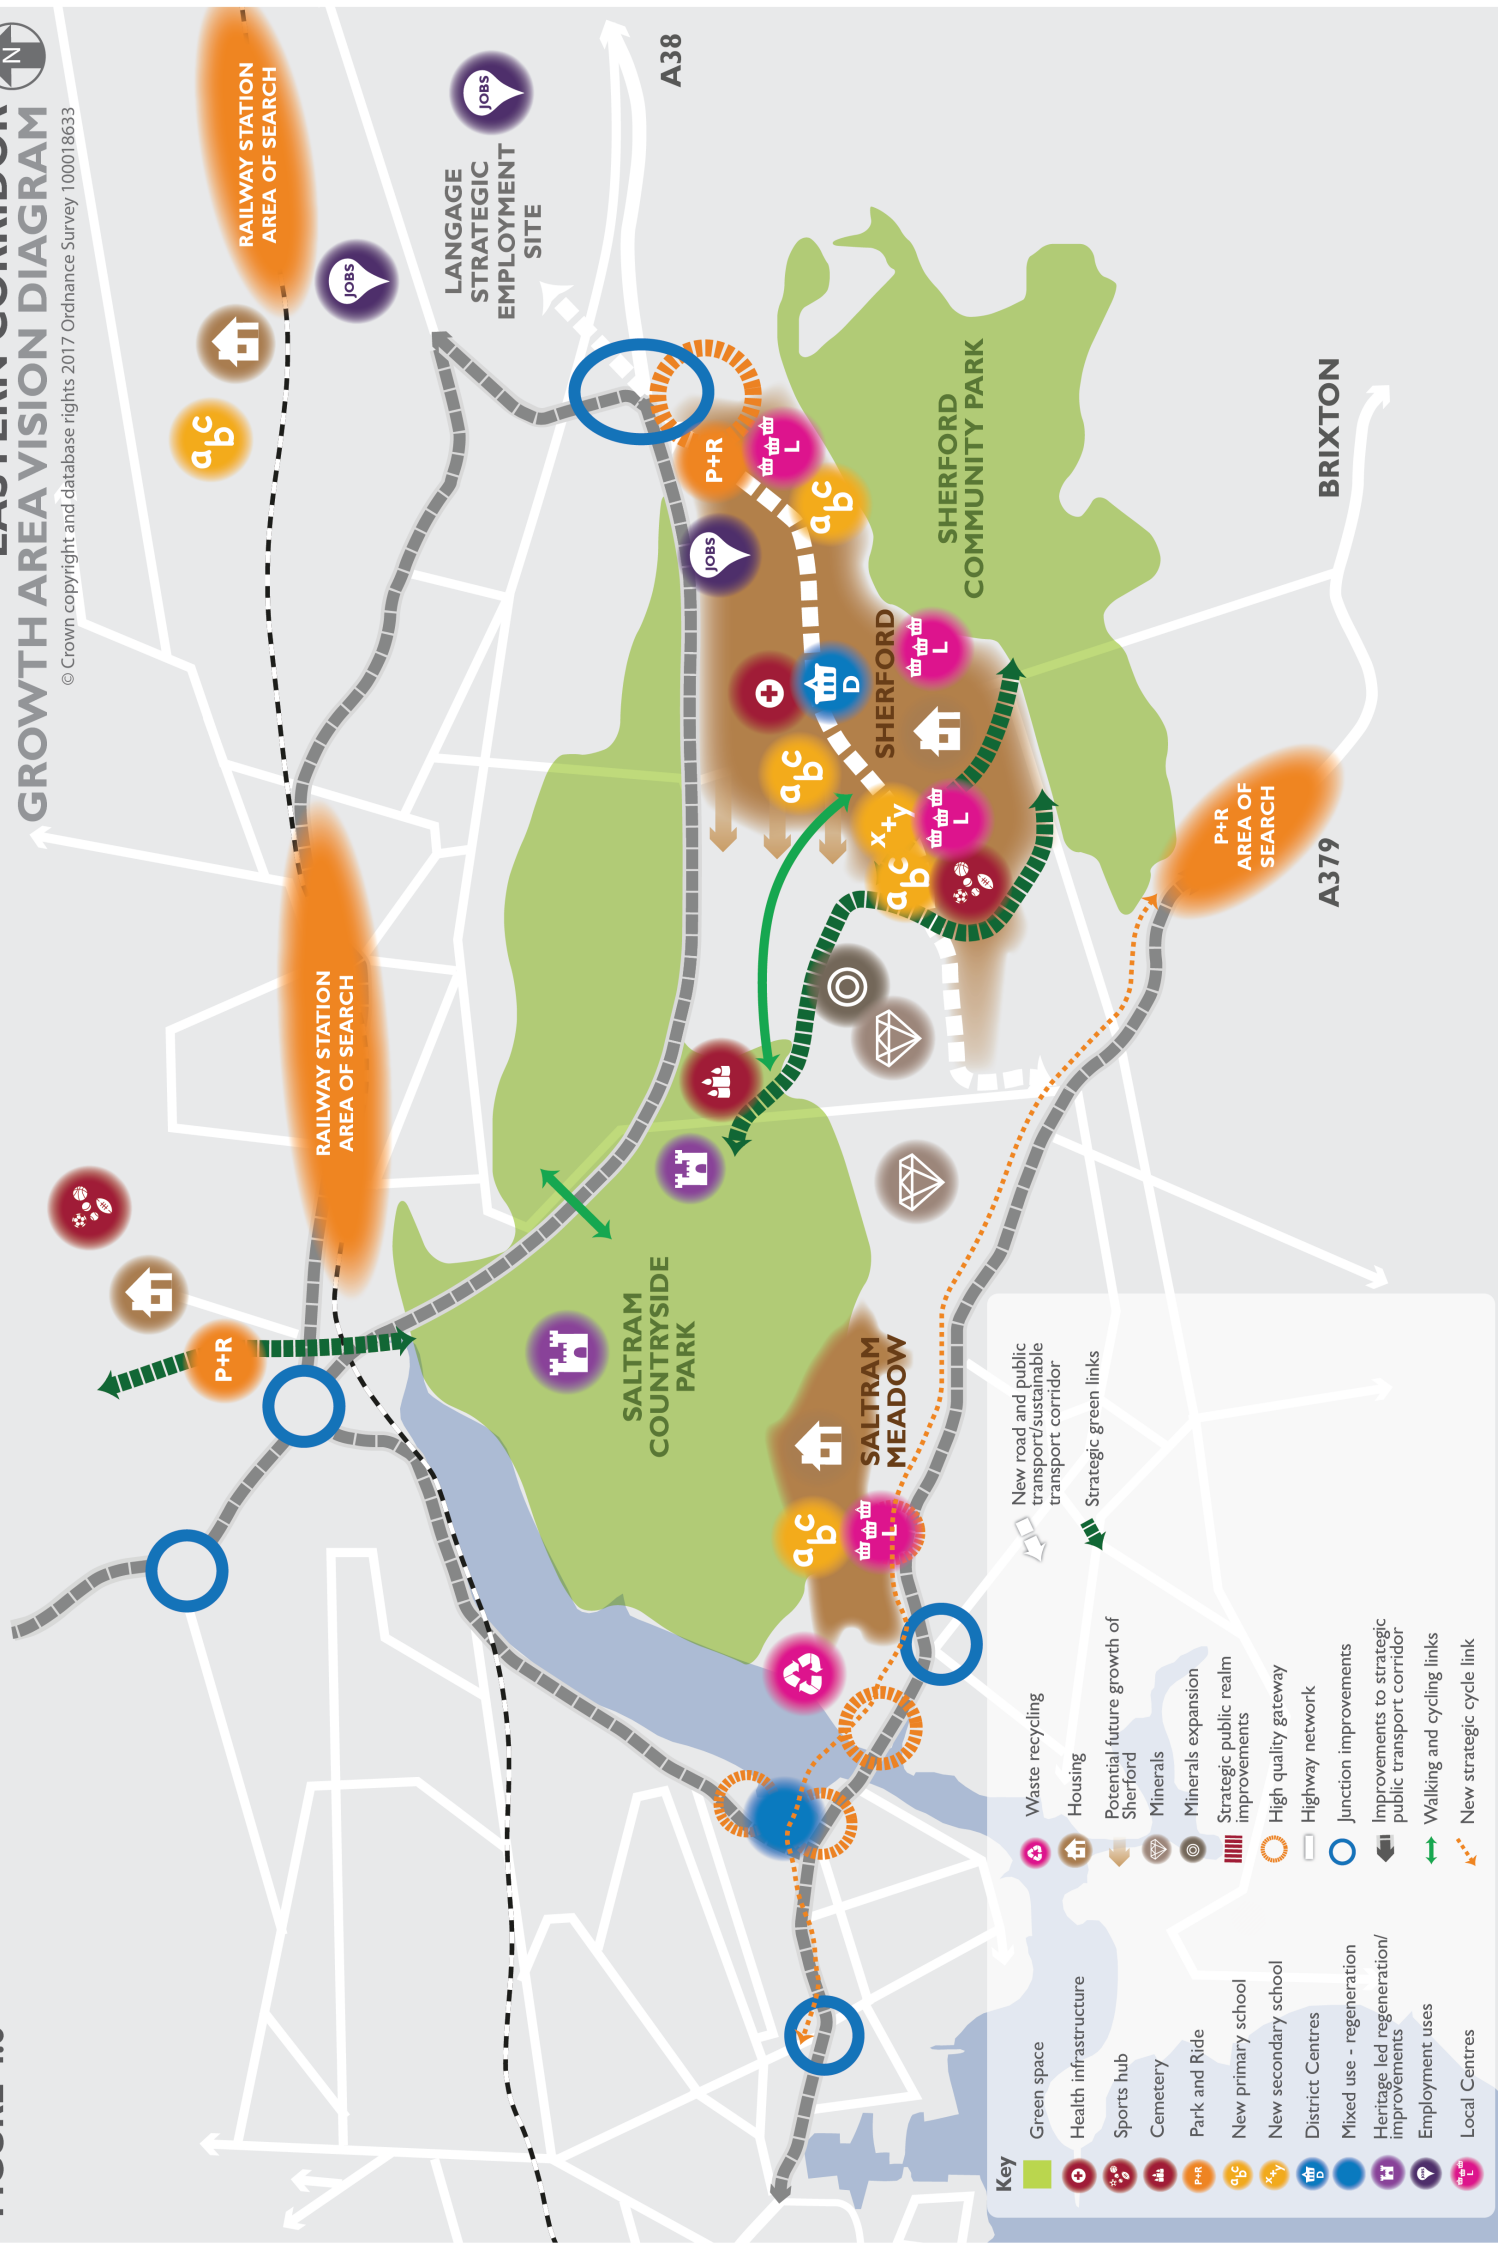 GROWTH AREA VISION DIAGRAM
© Crown copyright and database rights 2017 Ordnance Survey 100018633
N
RAILWAY STATION
AREA OF SEARCH
JOBS
abc
LANGAGE
STRATEGIC
EMPLOYMENT
SITE
JOBS
A38
RAILWAY STATION
AREA OF SEARCH
P+R
P+R
L
abc
JOBS
D
SHERFORD
L
abc
x+y
L
abc
SHERFORD
COMMUNITY PARK
BRIXTON
P+R
AREA OF
SEARCH
A379
SALTRAM
COUNTRYSIDE
PARK
SALTRAM
MEADOW
abc
L
Key
Green space
Health infrastructure
Sports hub
Cemetery
P+R
Park and Ride
abc
New primary school
x+y
New secondary school
D
District Centres
Mixed use - regeneration
Heritage led regeneration/
improvements
Employment uses
L
Local Centres
Waste recycling
Housing
Potential future growth of
Sherford
Minerals
Minerals expansion
Strategic public realm
improvements
High quality gateway
Highway network
Junction improvements
Improvements to strategic
public transport corridor
Walking and cycling links
New strategic cycle link
New road and public
transport/sustainable
transport corridor
Strategic green links